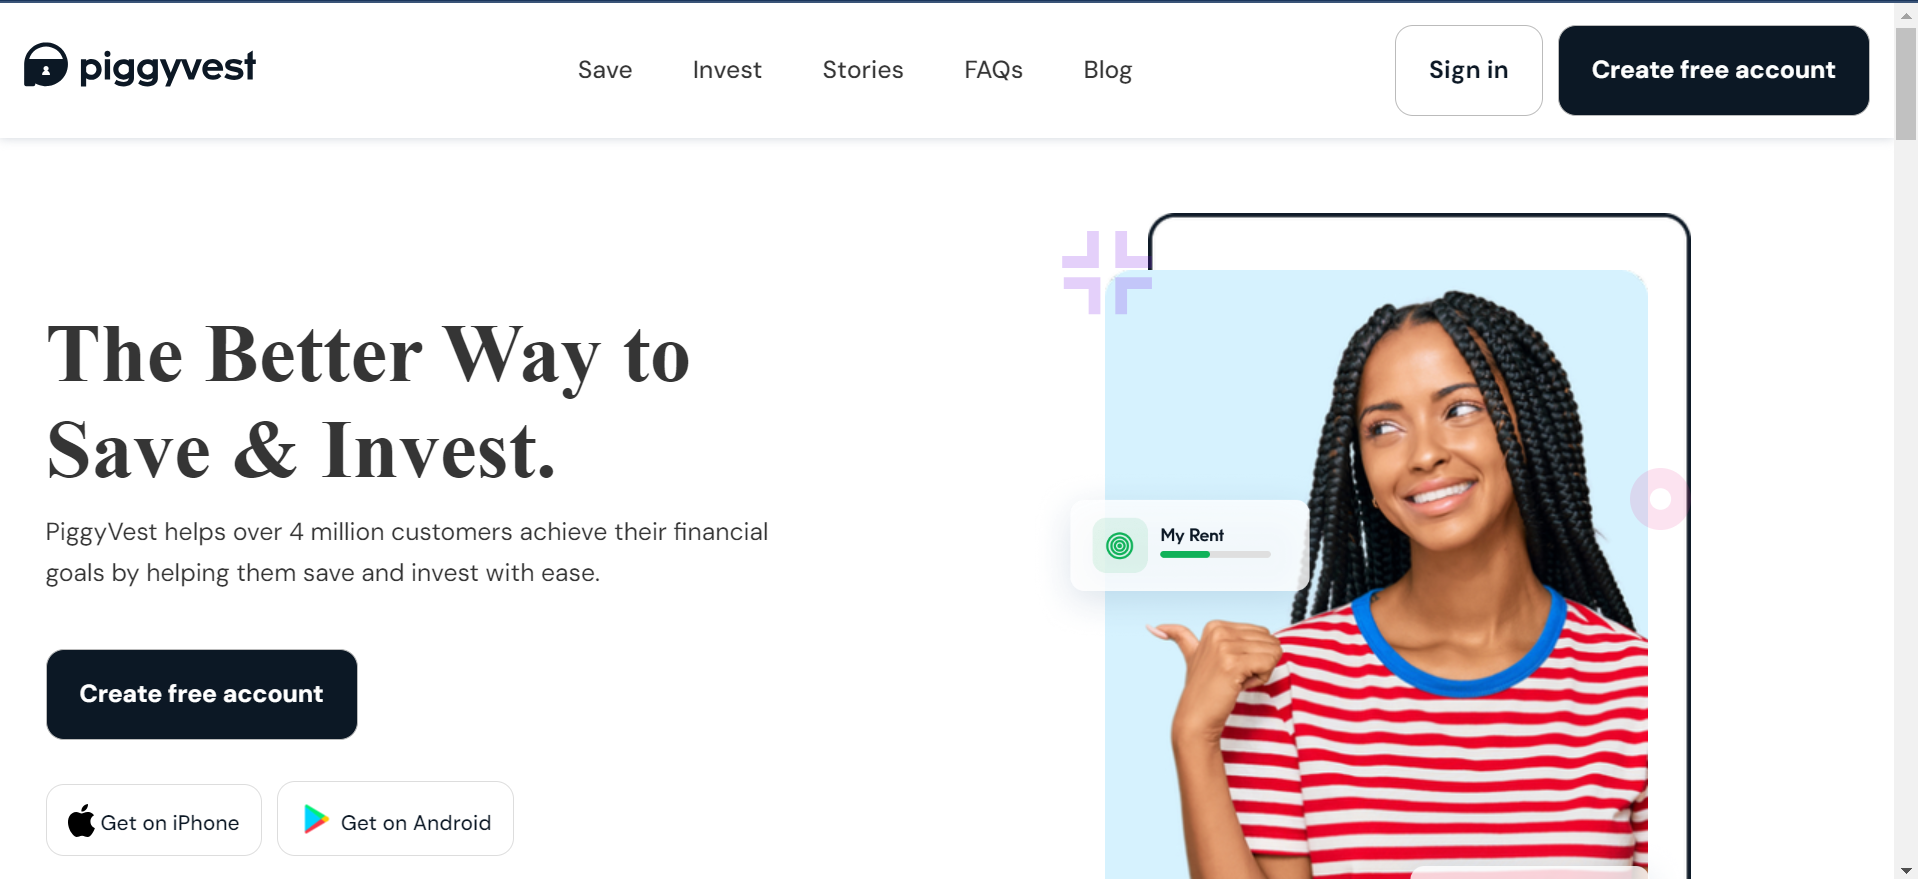 piggyvest
Save
Invest
Stories
FAQs
Blog
Sign in
Create free account
The Better Way to
Save & Invest.
PiggyVest helps over 4 million customers achieve their financial
goals by helping them save and invest with ease.
Create free account
Get on iPhone
Get on Android
My Rent